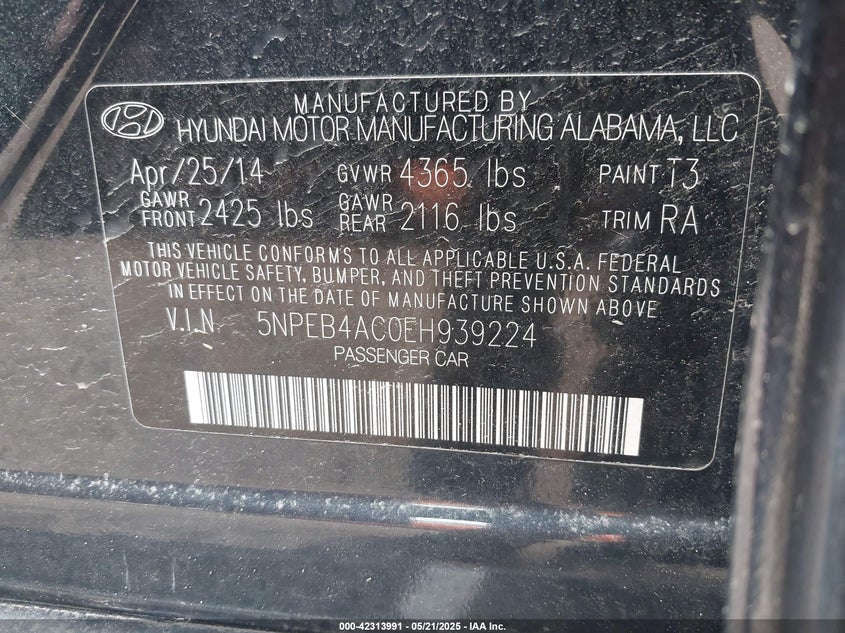 MANUFACTURED BY
HYUNDAI MOTOR MANUFACTURING ALABAMA, LLC
Apr/25/14 GVWR 4365 lbs PAINT T3
GAWR FRONT 2425 lbs GAWR REAR 2116 lbs TRIM RA
THIS VEHICLE CONFORMS TO ALL APPLICABLE U.S.A. FEDERAL
MOTOR VEHICLE SAFETY, BUMPER, AND THEFT PREVENTION STANDARDS
IN EFFECT ON THE DATE OF MANUFACTURE SHOWN ABOVE
V.I.N 5NPEB4AC0EH939224
PASSENGER CAR
000-42313991 - 05/21/2025 - IAA Inc.